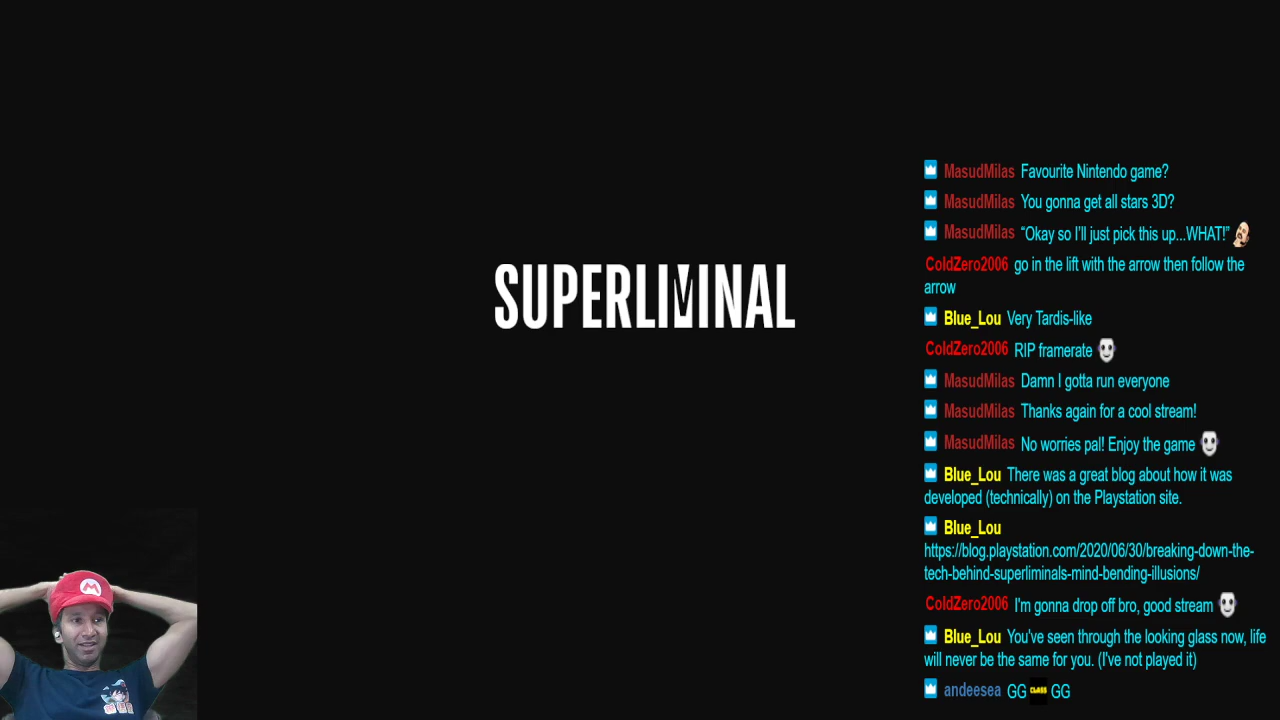 SUPERLIMINAL
MasudMilas Favourite Nintendo game?
MasudMilas You gonna get all stars 3D?
MasudMilas “Okay so I’ll just pick this up...WHAT!”
ColdZero2006 go in the lift with the arrow then follow the
arrow
Blue_Lou Very Tardis-like
ColdZero2006 RIP framerate
MasudMilas Damn I gotta run everyone
MasudMilas Thanks again for a cool stream!
MasudMilas No worries pal! Enjoy the game
Blue_Lou There was a great blog about how it was
developed (technically) on the Playstation site.
Blue_Lou
https://blog.playstation.com/2020/06/30/breaking-down-the-
tech-behind-superliminals-mind-bending-illusions/
ColdZero2006 I'm gonna drop off bro, good stream
Blue_Lou You've seen through the looking glass now, life
will never be the same for you. (I've not played it)
andeesea GG CLASS GG
M